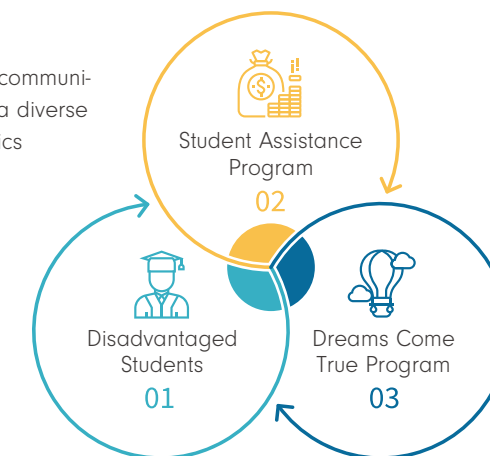 communi-
a diverse
ics
Student Assistance
Program
02
Disadvantaged
Students
01
Dreams Come
True Program
03